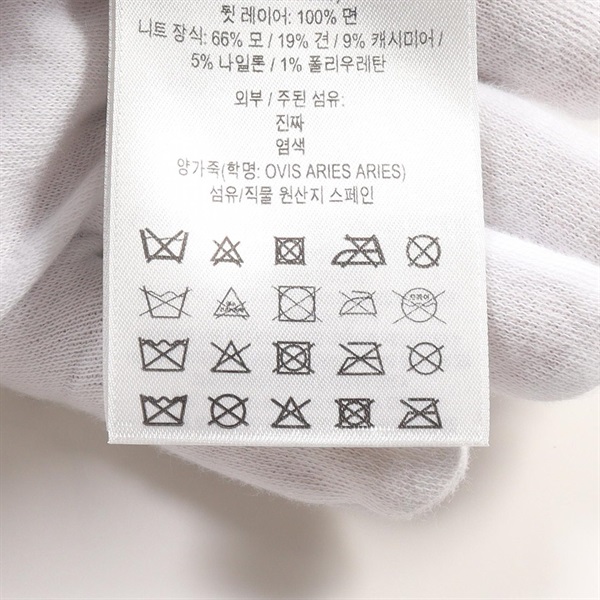 뒷 레이어: 100% 면
니트 장식: 66% 모 / 19% 견 / 9% 캐시미어 /
5% 나일론 / 1% 폴리우레탄
외부 / 주된 섬유:
진짜
염색
양가죽(학명: OVIS ARIES ARIES)
섬유/직물 원산지 스페인